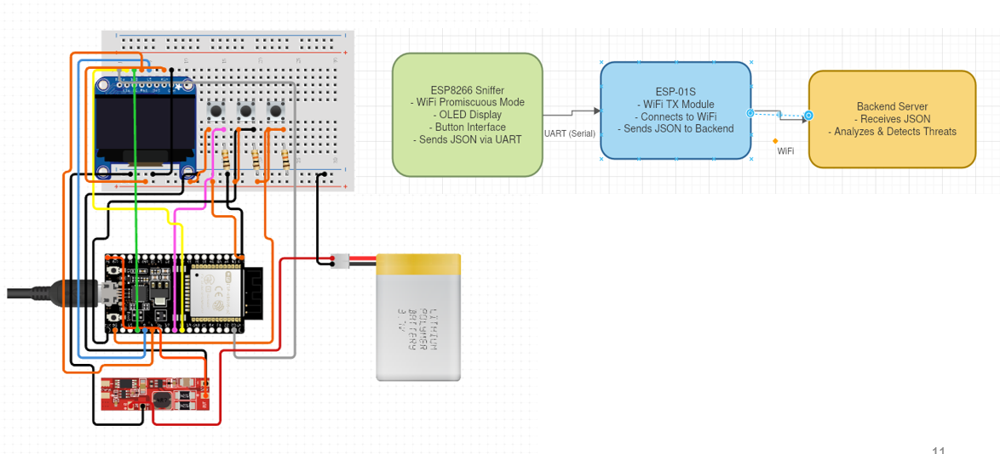 ESP8266 Sniffer
- WiFi Promiscuous Mode
- OLED Display
- Button Interface
- Sends JSON via UART
UART (Serial)
ESP-01S
- WiFi TX Module
- Connects to WiFi
- Sends JSON to Backend
WiFi
Backend Server
- Receives JSON
- Analyzes & Detects Threats
LITHIUM
POLYMER
BATTERY
3.7V
11